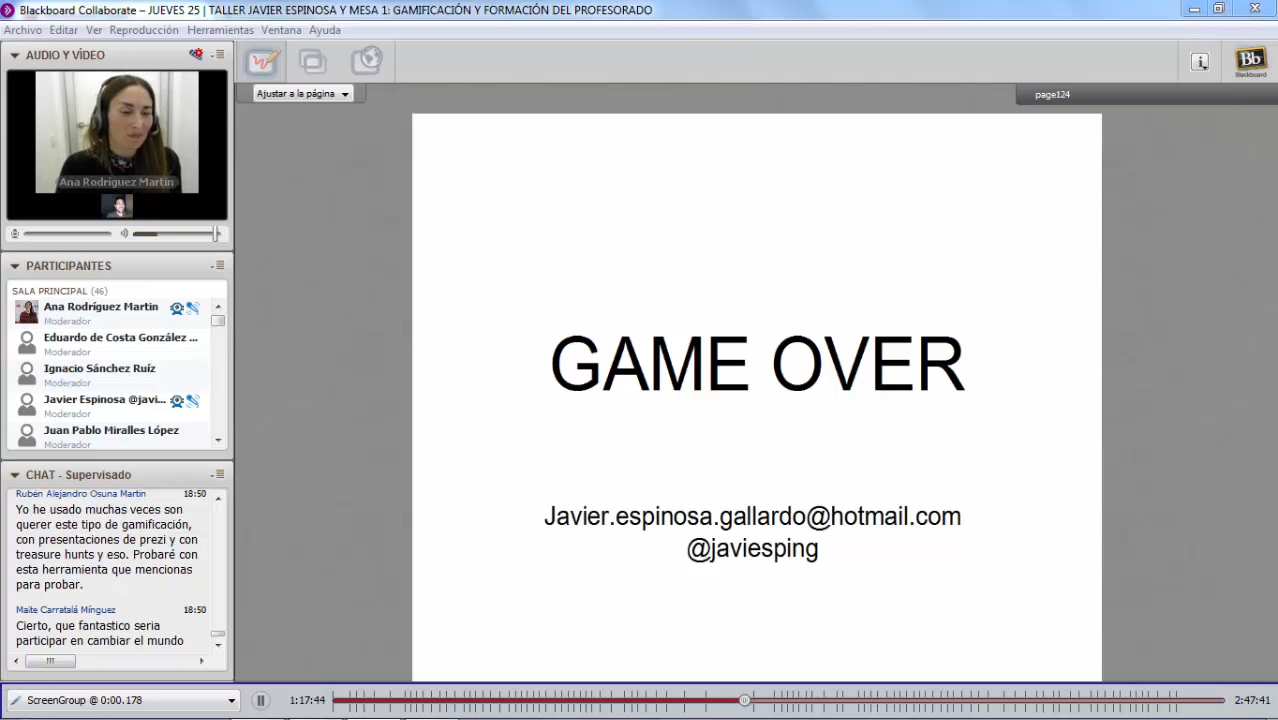 Blackboard Collaborate – JUEVES 25 | TALLER JAVIER ESPINOSA Y MESA 1: GAMIFICACIÓN Y FORMACIÓN DEL PROFESORADO
Archivo Editar Ver Reproducción Herramientas Ventana Ayuda
AUDIO Y VÌDEO
Ana Rodríguez Martin
PARTICIPANTES
SALA PRINCIPAL (46)
Ana Rodríguez Martin
Moderador
Eduardo de Costa González ...
Moderador
Ignacio Sánchez Ruíz
Moderador
Javier Espinosa @javi...
Moderador
Juan Pablo Miralles López
Moderador
CHAT - Supervisado
Rubén Alejandro Osuna Martín 18:50
Yo he usado muchas veces son
querer este tipo de gamificación,
con presentaciones de prezi y con
treasure hunts y eso. Probaré con
esta herramienta que mencionas
para probar.
Maite Carratalá Mínguez 18:50
Cierto, que fantastico seria
participar en cambiar el mundo
Ajustar a la página
page124
i
Bb
Blackboard
GAME OVER
Javier.espinosa.gallardo@hotmail.com
@javiesping
ScreenGroup @ 0:00.178
1:17:44
2:47:41